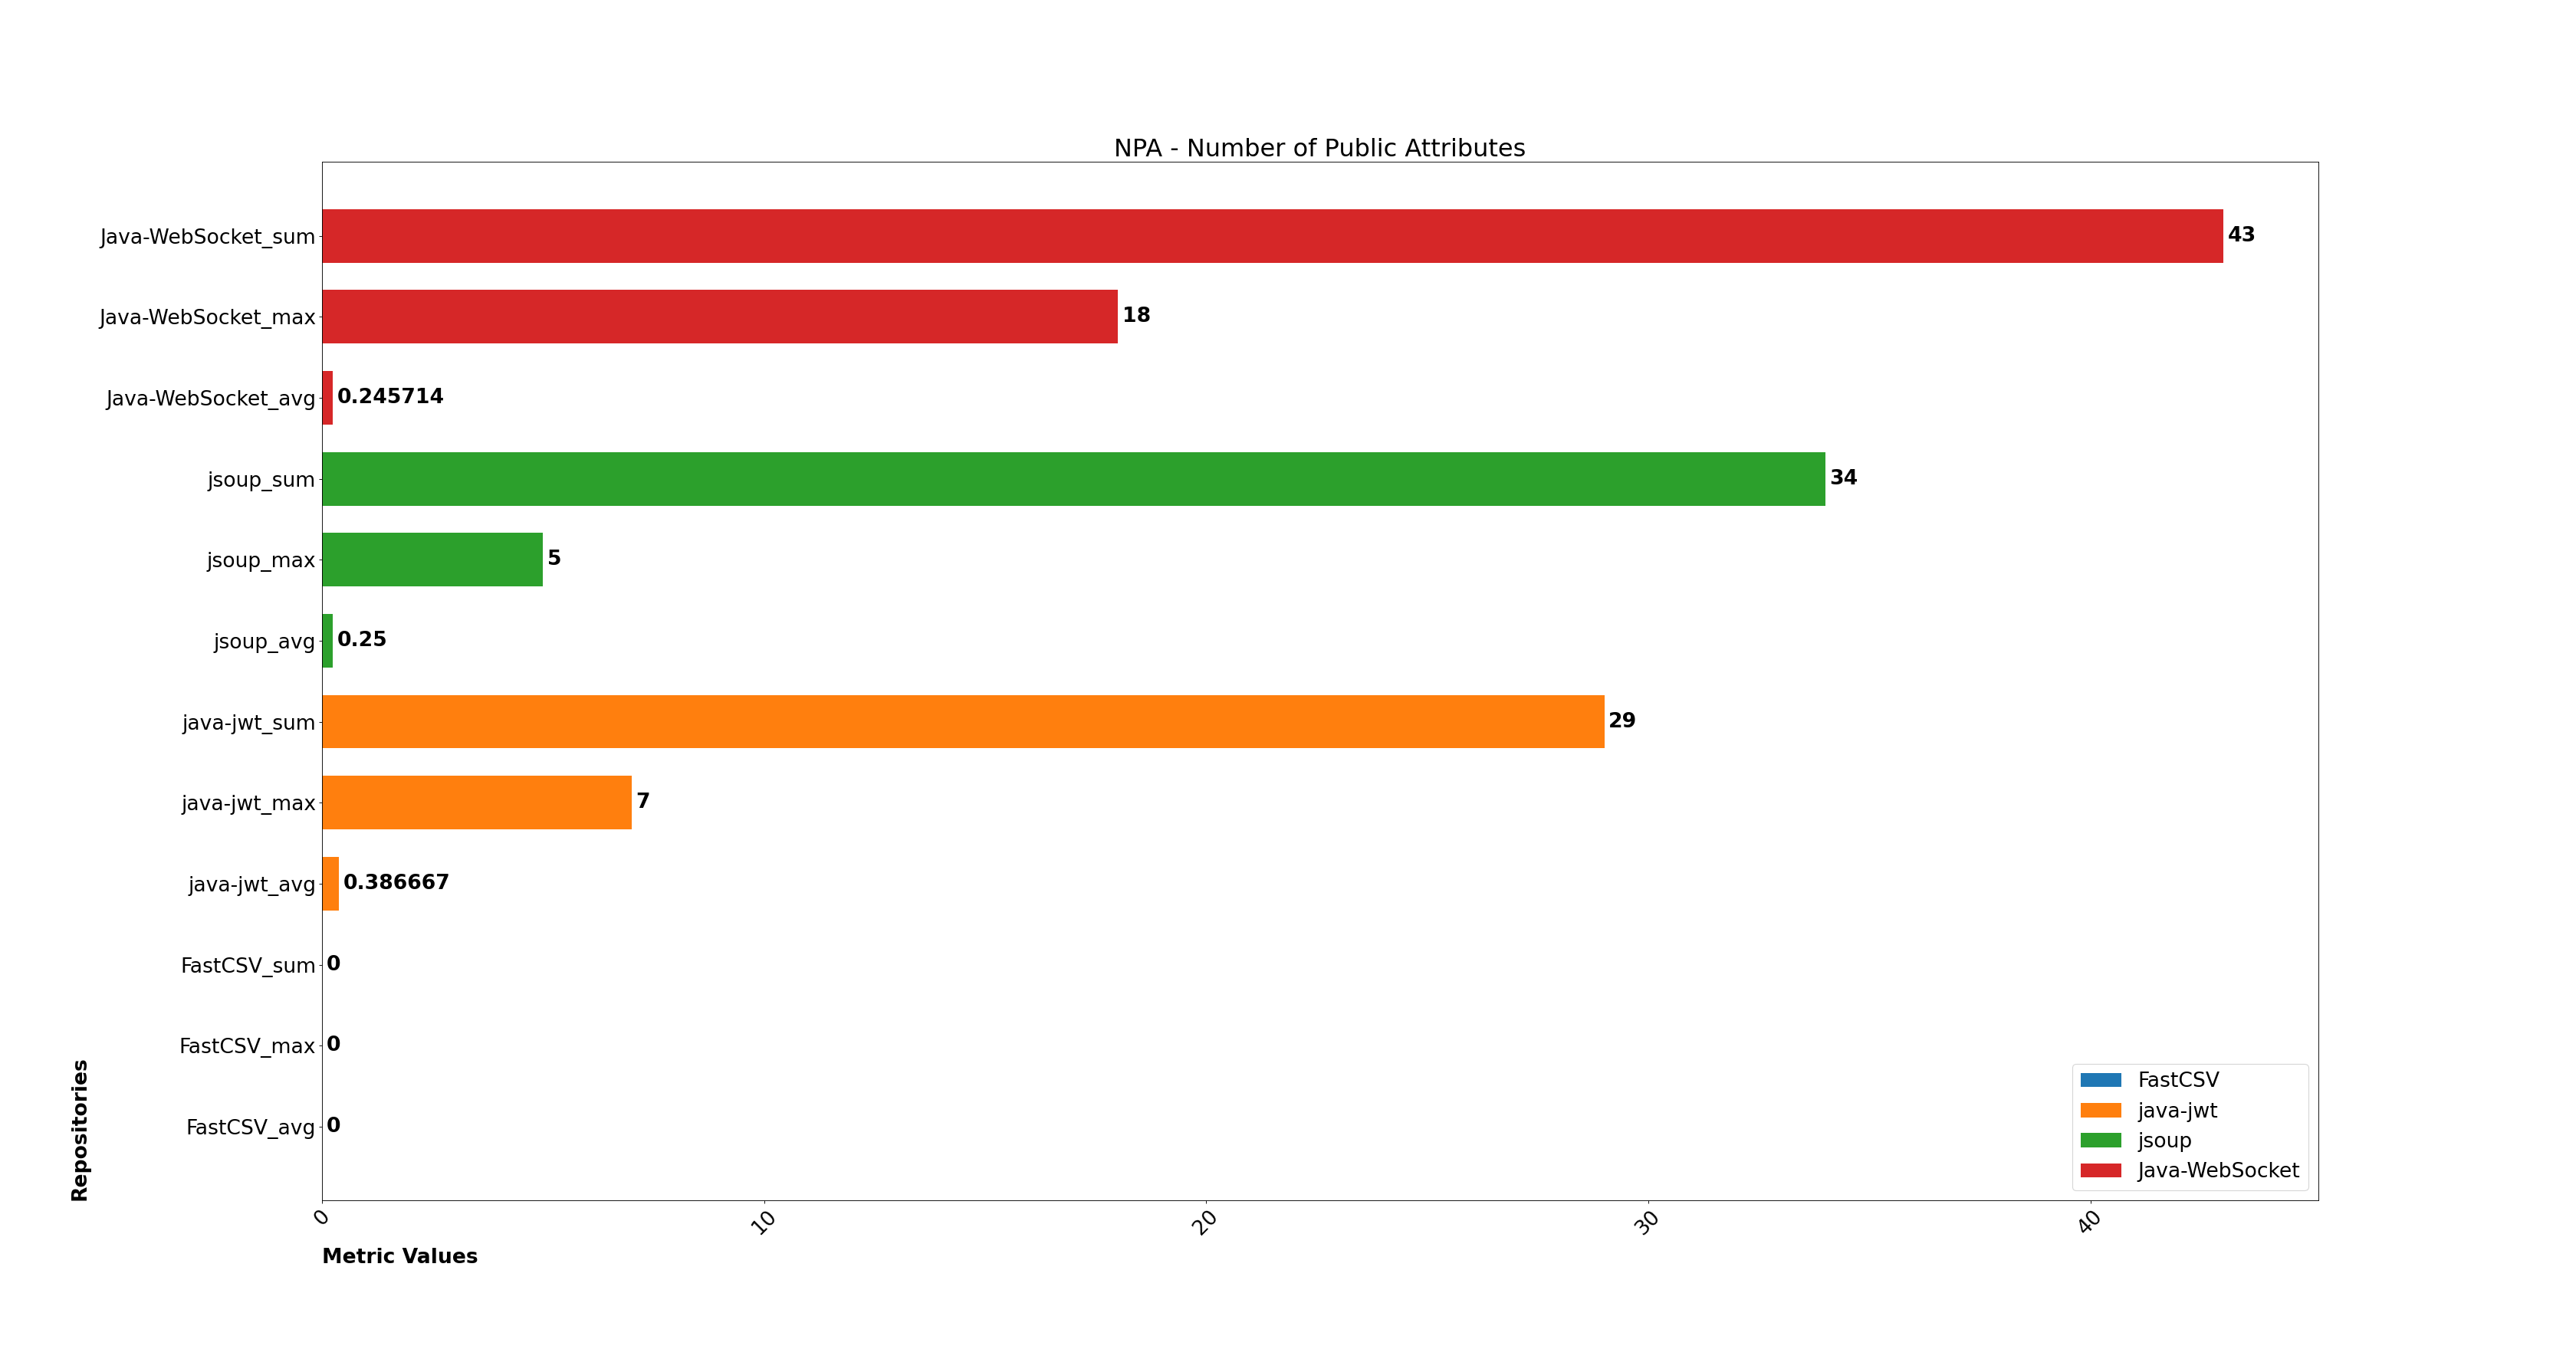 NPA - Number of Public Attributes
Java-WebSocket_sum 43
Java-WebSocket_max 18
Java-WebSocket_avg 0.245714
jsoup_sum 34
jsoup_max 5
jsoup_avg 0.25
java-jwt_sum 29
java-jwt_max 7
java-jwt_avg 0.386667
FastCSV_sum 0
FastCSV_max 0
FastCSV_avg 0
Repositories
FastCSV
java-jwt
jsoup
Java-WebSocket
0 10 20 30 40
Metric Values